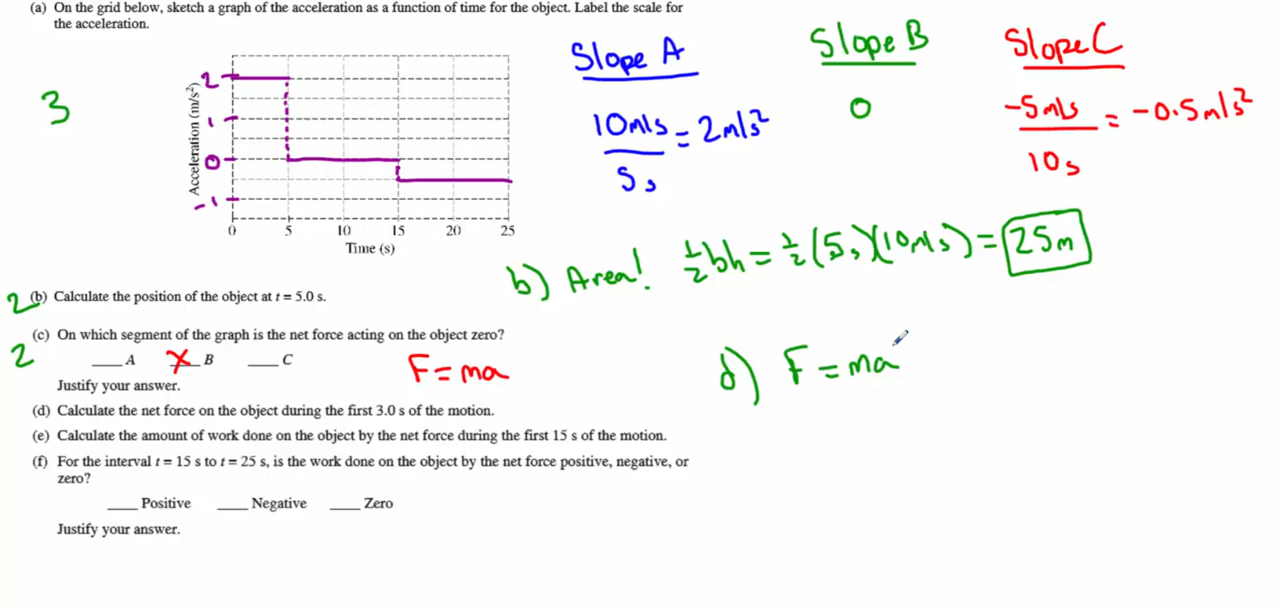 (a) On the grid below, sketch a graph of the acceleration as a function of time for the object. Label the scale for
the acceleration.
Slope A
Slope B
Slope C
3
Acceleration (m/s²)
2
1
0
-1
0 5 10 15 20 25
Time (s)
10m/s = 2m/s²
5s
0
-5m/s = -0.5m/s²
10s
b) Area! ½bh = ½(5s)(10m/s) = 25m
2 (b) Calculate the position of the object at t = 5.0 s.
(c) On which segment of the graph is the net force acting on the object zero?
2
___ A X B ___ C
F = ma
d) F = ma
Justify your answer.
(d) Calculate the net force on the object during the first 3.0 s of the motion.
(e) Calculate the amount of work done on the object by the net force during the first 15 s of the motion.
(f) For the interval t = 15 s to t = 25 s, is the work done on the object by the net force positive, negative, or
zero?
___ Positive ___ Negative ___ Zero
Justify your answer.